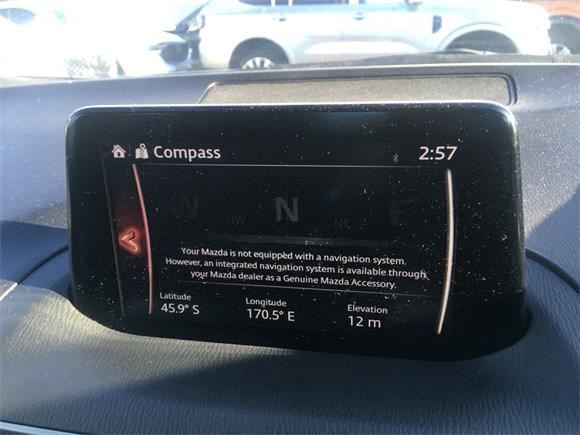 Compass
2:57
W NW N NE E
Your Mazda is not equipped with a navigation system.
However, an integrated navigation system is available through
your Mazda dealer as a Genuine Mazda Accessory.
Latitude Longitude Elevation
45.9° S 170.5° E 12 m